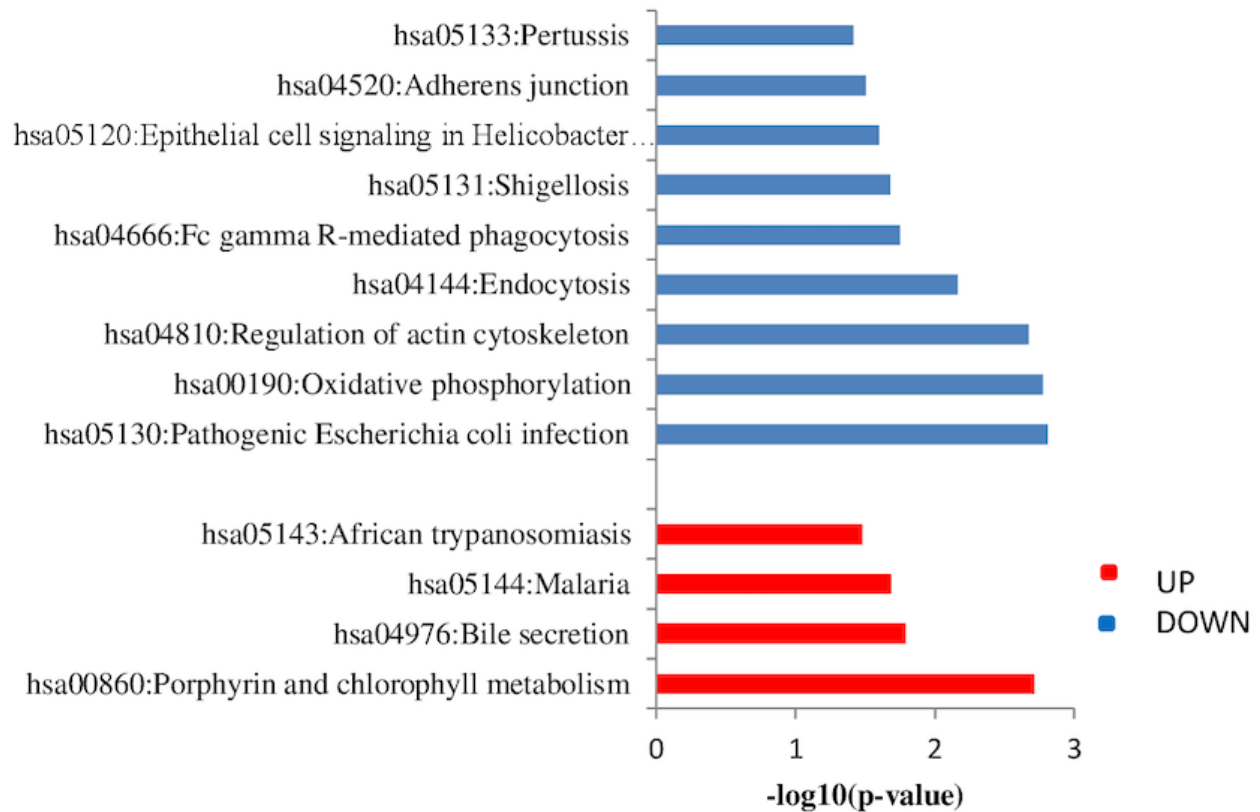 hsa05133:Pertussis
hsa04520:Adherens junction
hsa05120:Epithelial cell signaling in Helicobacter…
hsa05131:Shigellosis
hsa04666:Fc gamma R-mediated phagocytosis
hsa04144:Endocytosis
hsa04810:Regulation of actin cytoskeleton
hsa00190:Oxidative phosphorylation
hsa05130:Pathogenic Escherichia coli infection
hsa05143:African trypanosomiasis
hsa05144:Malaria
hsa04976:Bile secretion
hsa00860:Porphyrin and chlorophyll metabolism
UP
DOWN
0 1 2 3
-log10(p-value)